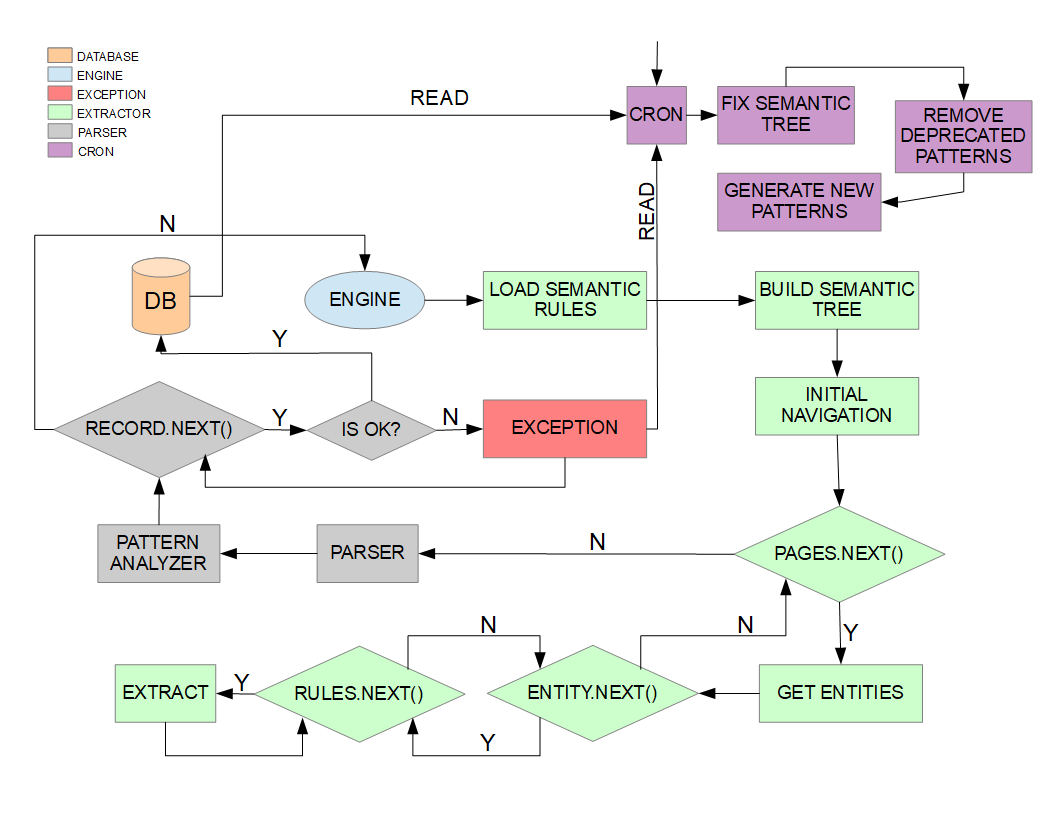 DATABASE
ENGINE
EXCEPTION
EXTRACTOR
PARSER
CRON
READ
CRON
FIX SEMANTIC
TREE
REMOVE
DEPRECATED
PATTERNS
GENERATE NEW
PATTERNS
READ
N
DB
ENGINE
LOAD SEMANTIC
RULES
BUILD SEMANTIC
TREE
Y
INITIAL
NAVIGATION
RECORD.NEXT()
Y
IS OK?
N
EXCEPTION
PATTERN
ANALYZER
PARSER
N
PAGES.NEXT()
Y
N
N
EXTRACT
Y
RULES.NEXT()
ENTITY.NEXT()
GET ENTITIES
Y